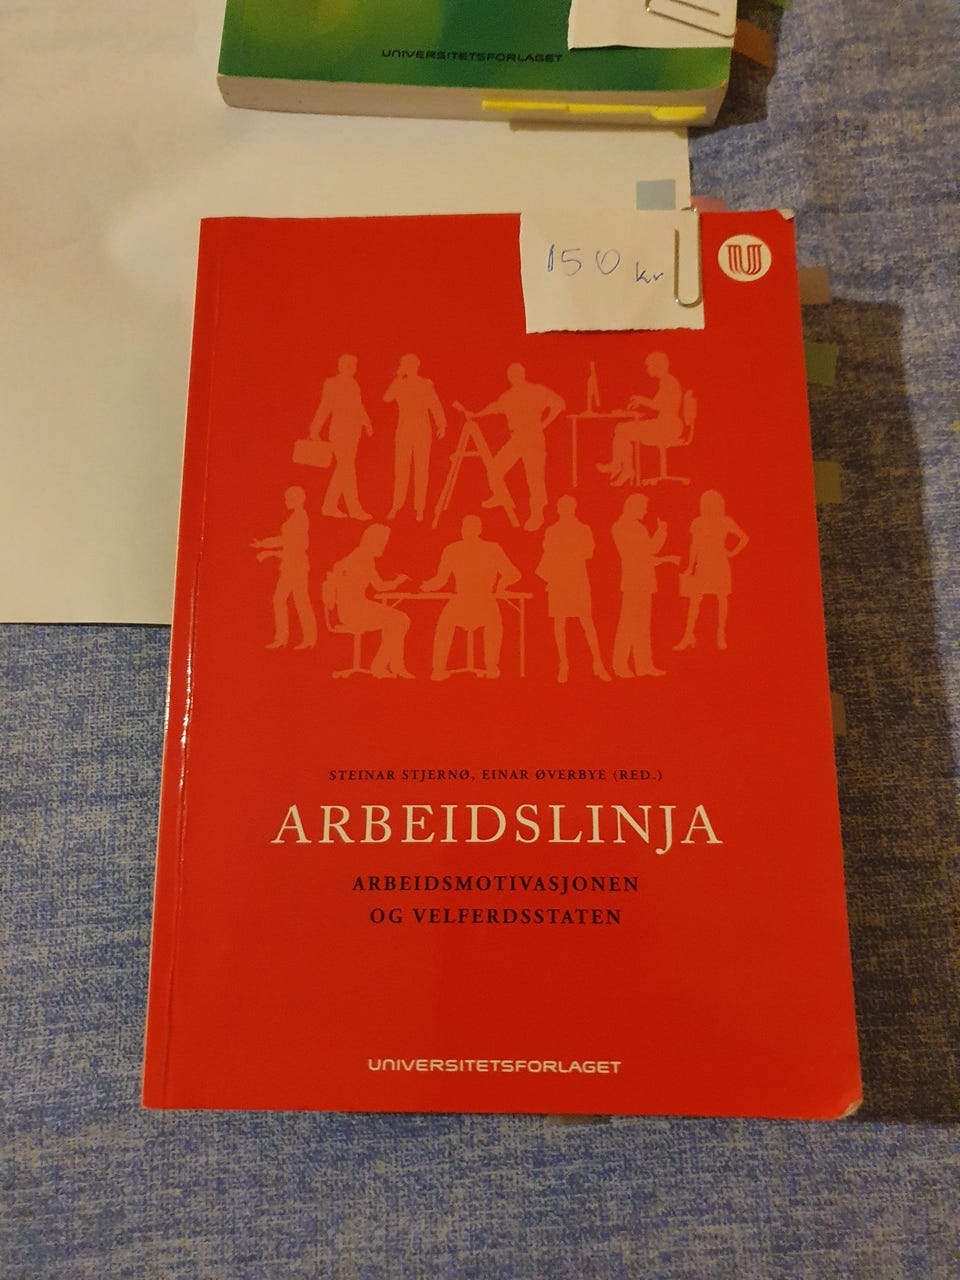 UNIVERSITETSFORLAGET
150 kr
U
STEINAR STJERNØ, EINAR ØVERBYE (RED.)
ARBEIDSLINJA
ARBEIDSMOTIVASJONEN
OG VELFERDSSTATEN
UNIVERSITETSFORLAGET